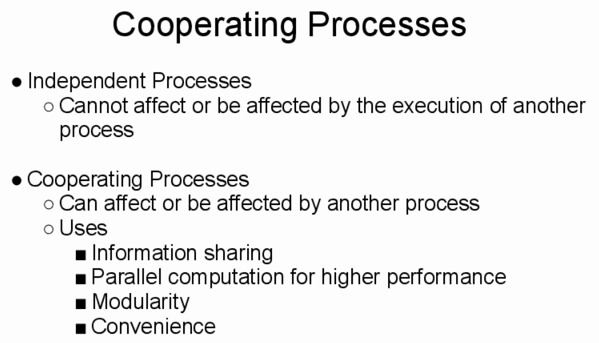 Cooperating Processes
● Independent Processes
○ Cannot affect or be affected by the execution of another
process
● Cooperating Processes
○ Can affect or be affected by another process
○ Uses
■ Information sharing
■ Parallel computation for higher performance
■ Modularity
■ Convenience